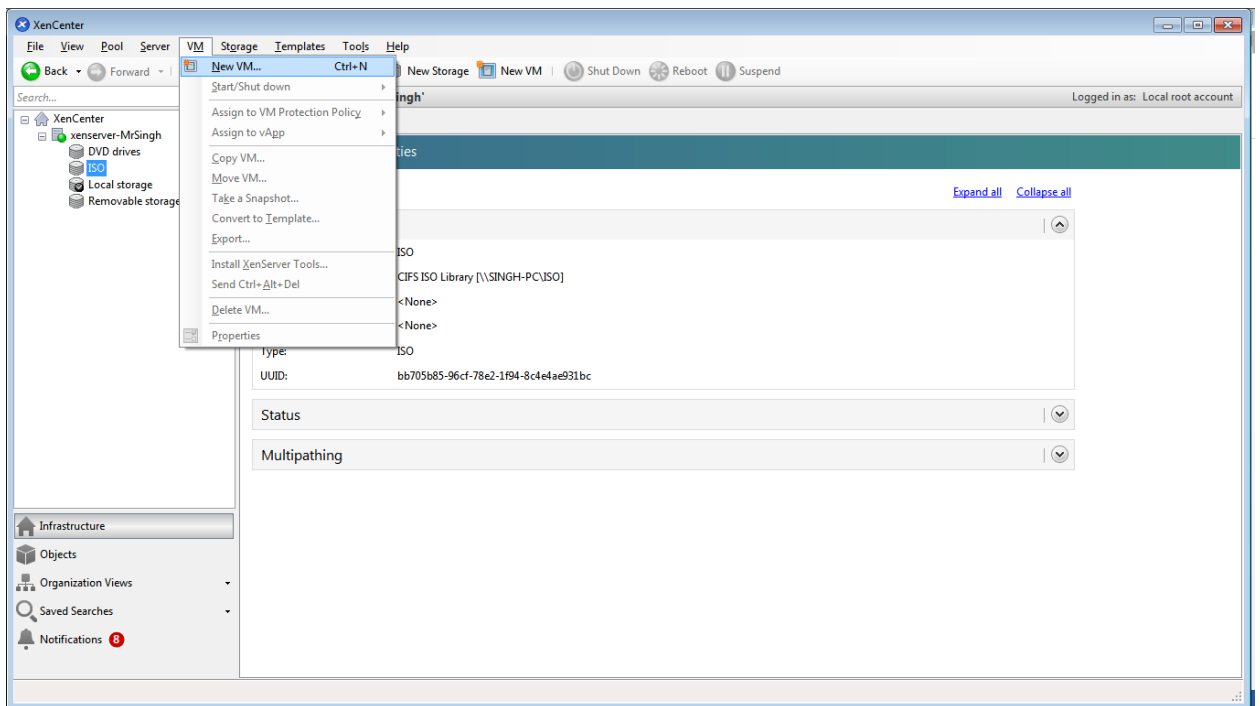 XenCenter
File View Pool Server VM Storage Templates Tools Help
Back Forward New Storage New VM Shut Down Reboot Suspend
New VM... Ctrl+N
Start/Shut down
Assign to VM Protection Policy
Assign to vApp
Copy VM...
Move VM...
Take a Snapshot...
Convert to Template...
Export...
Install XenServer Tools...
Send Ctrl+Alt+Del
Delete VM...
Properties
Search...
XenCenter
xenserver-MrSingh
DVD drives
ISO
Local storage
Removable storage
Logged in as: Local root account
Expand all Collapse all
ISO
CIFS ISO Library [\\SINGH-PC\ISO]
<None>
<None>
Type: ISO
UUID: bb705b85-96cf-78e2-1f94-8c4e4ae931bc
Status
Multipathing
Infrastructure
Objects
Organization Views
Saved Searches
Notifications 8